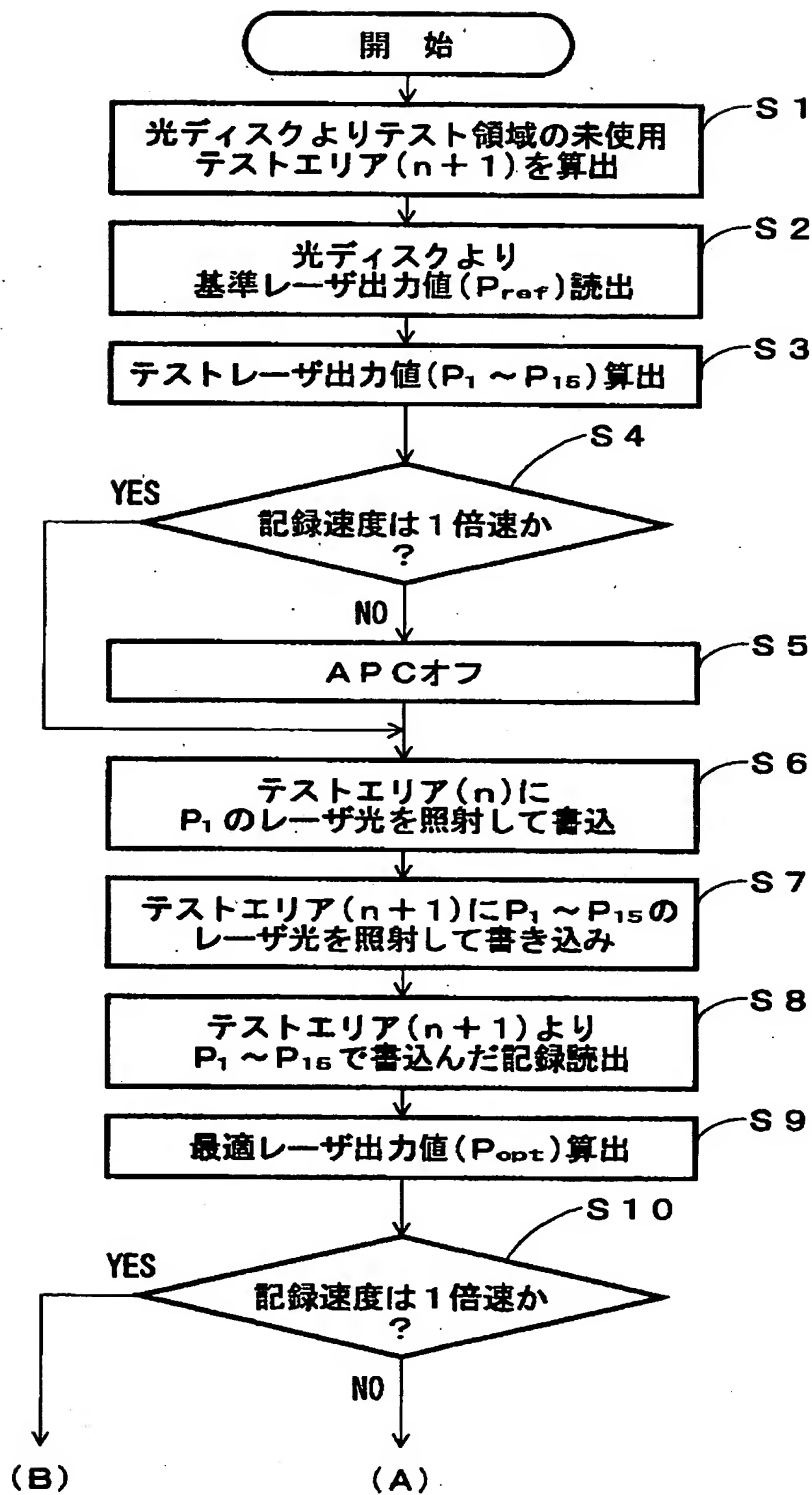 開 始
S1
光ディスクよりテスト領域の未使用
テストエリア(n+1)を算出
S2
光ディスクより
基準レーザ出力値(Pref)読出
S3
テストレーザ出力値(P₁～P₁₅)算出
S4
YES
記録速度は1倍速か
?
NO
S5
APCオフ
S6
テストエリア(n)に
P₁のレーザ光を照射して書込
S7
テストエリア(n+1)にP₁～P₁₅の
レーザ光を照射して書き込み
S8
テストエリア(n+1)より
P₁～P₁₅で書込んだ記録読出
S9
最適レーザ出力値(Popt)算出
S10
YES
記録速度は1倍速か
?
NO
(B)
(A)